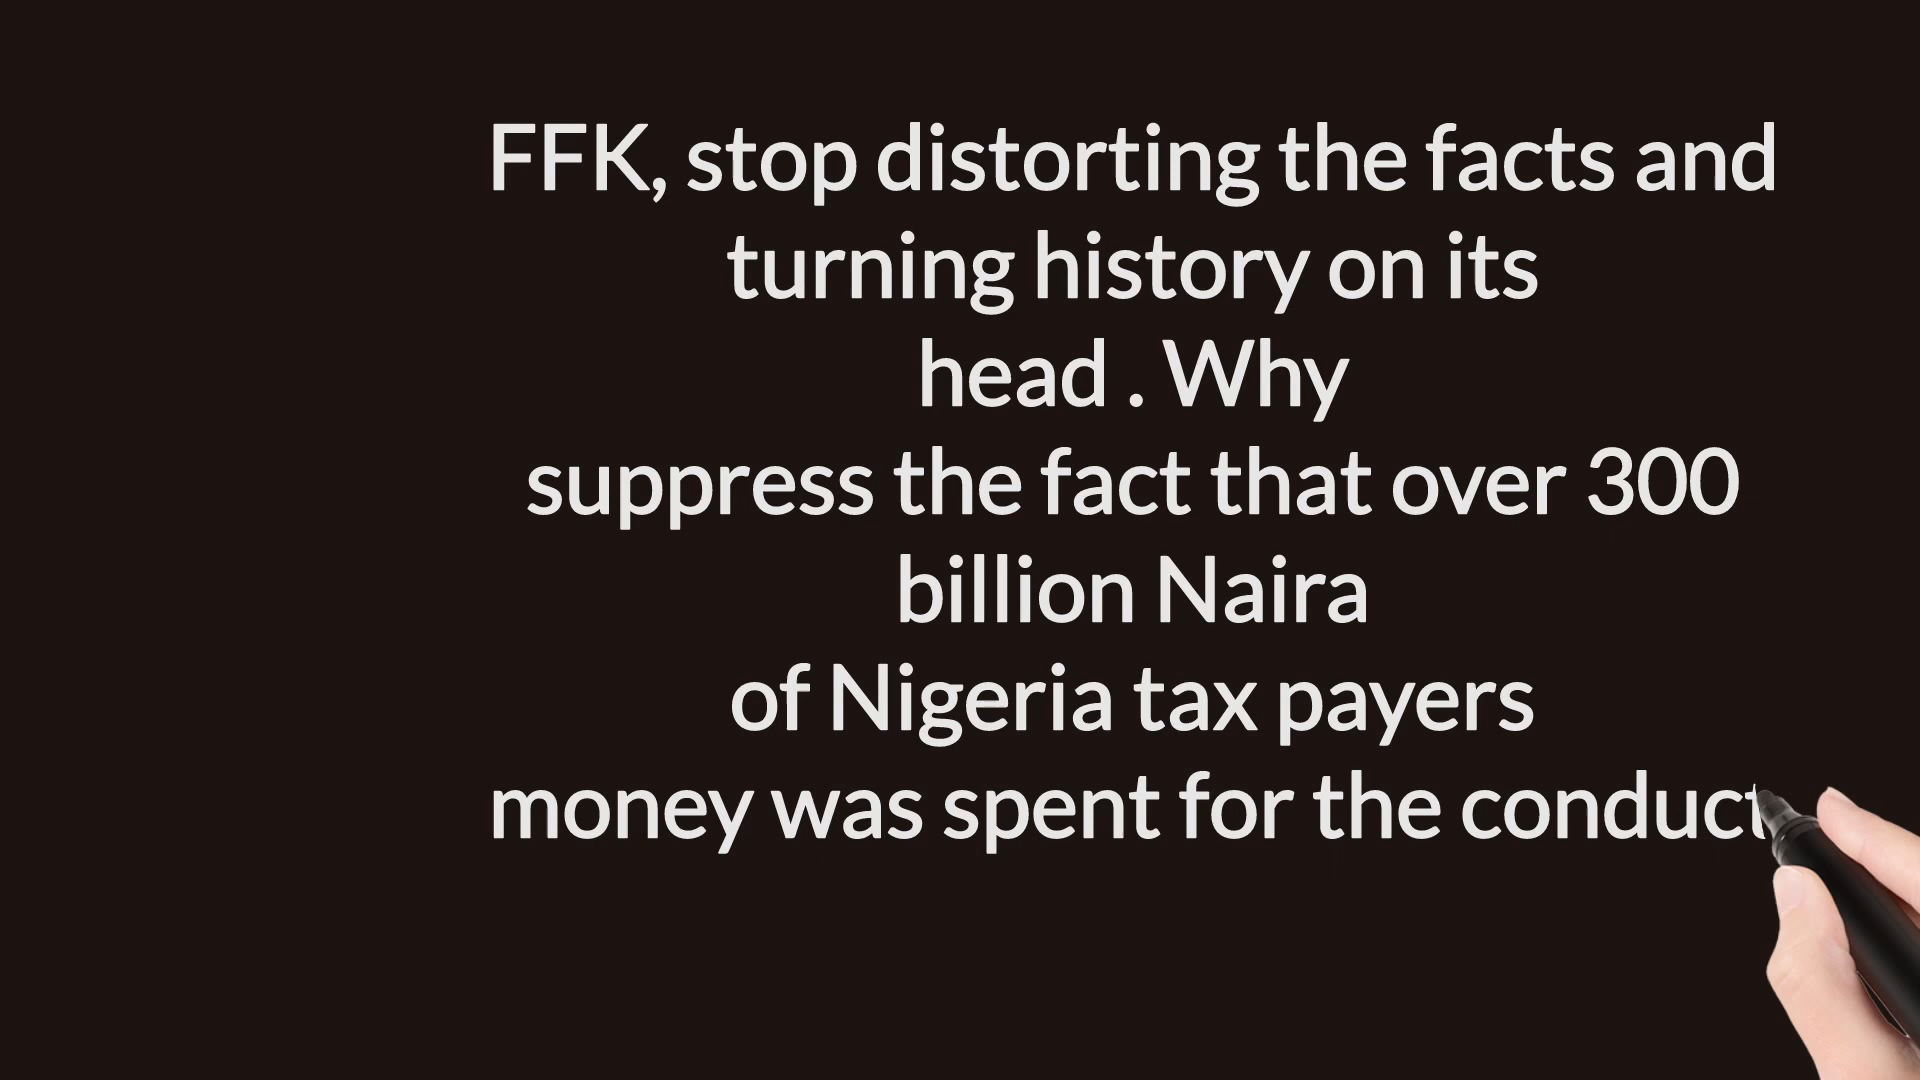 FFK, stop distorting the facts and
turning history on its
head . Why
suppress the fact that over 300
billion Naira
of Nigeria tax payers
money was spent for the conduct